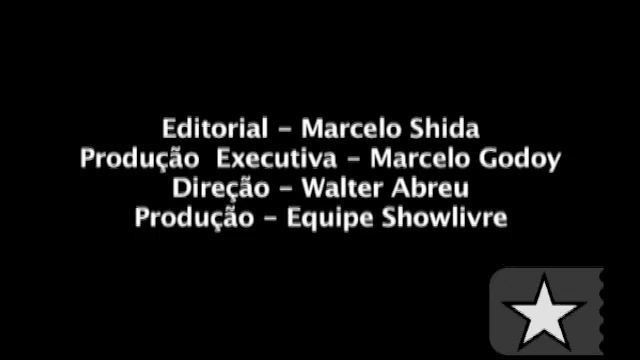 Editorial - Marcelo Shida
Produção Executiva - Marcelo Godoy
Direção - Walter Abreu
Produção - Equipe Showlivre